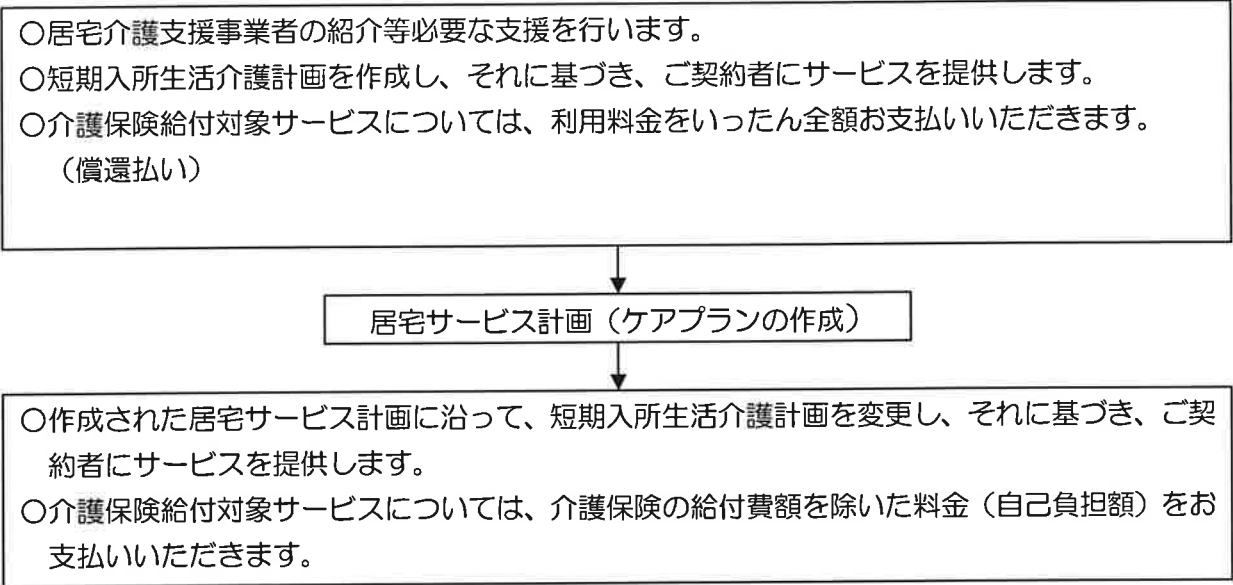 ○居宅介護支援事業者の紹介等必要な支援を行います。
○短期入所生活介護計画を作成し、それに基づき、ご契約者にサービスを提供します。
○介護保険給付対象サービスについては、利用料金をいったん全額お支払いいただきます。
（償還払い）
居宅サービス計画（ケアプランの作成）
○作成された居宅サービス計画に沿って、短期入所生活介護計画を変更し、それに基づき、ご契
約者にサービスを提供します。
○介護保険給付対象サービスについては、介護保険の給付費額を除いた料金（自己負担額）をお
支払いいただきます。